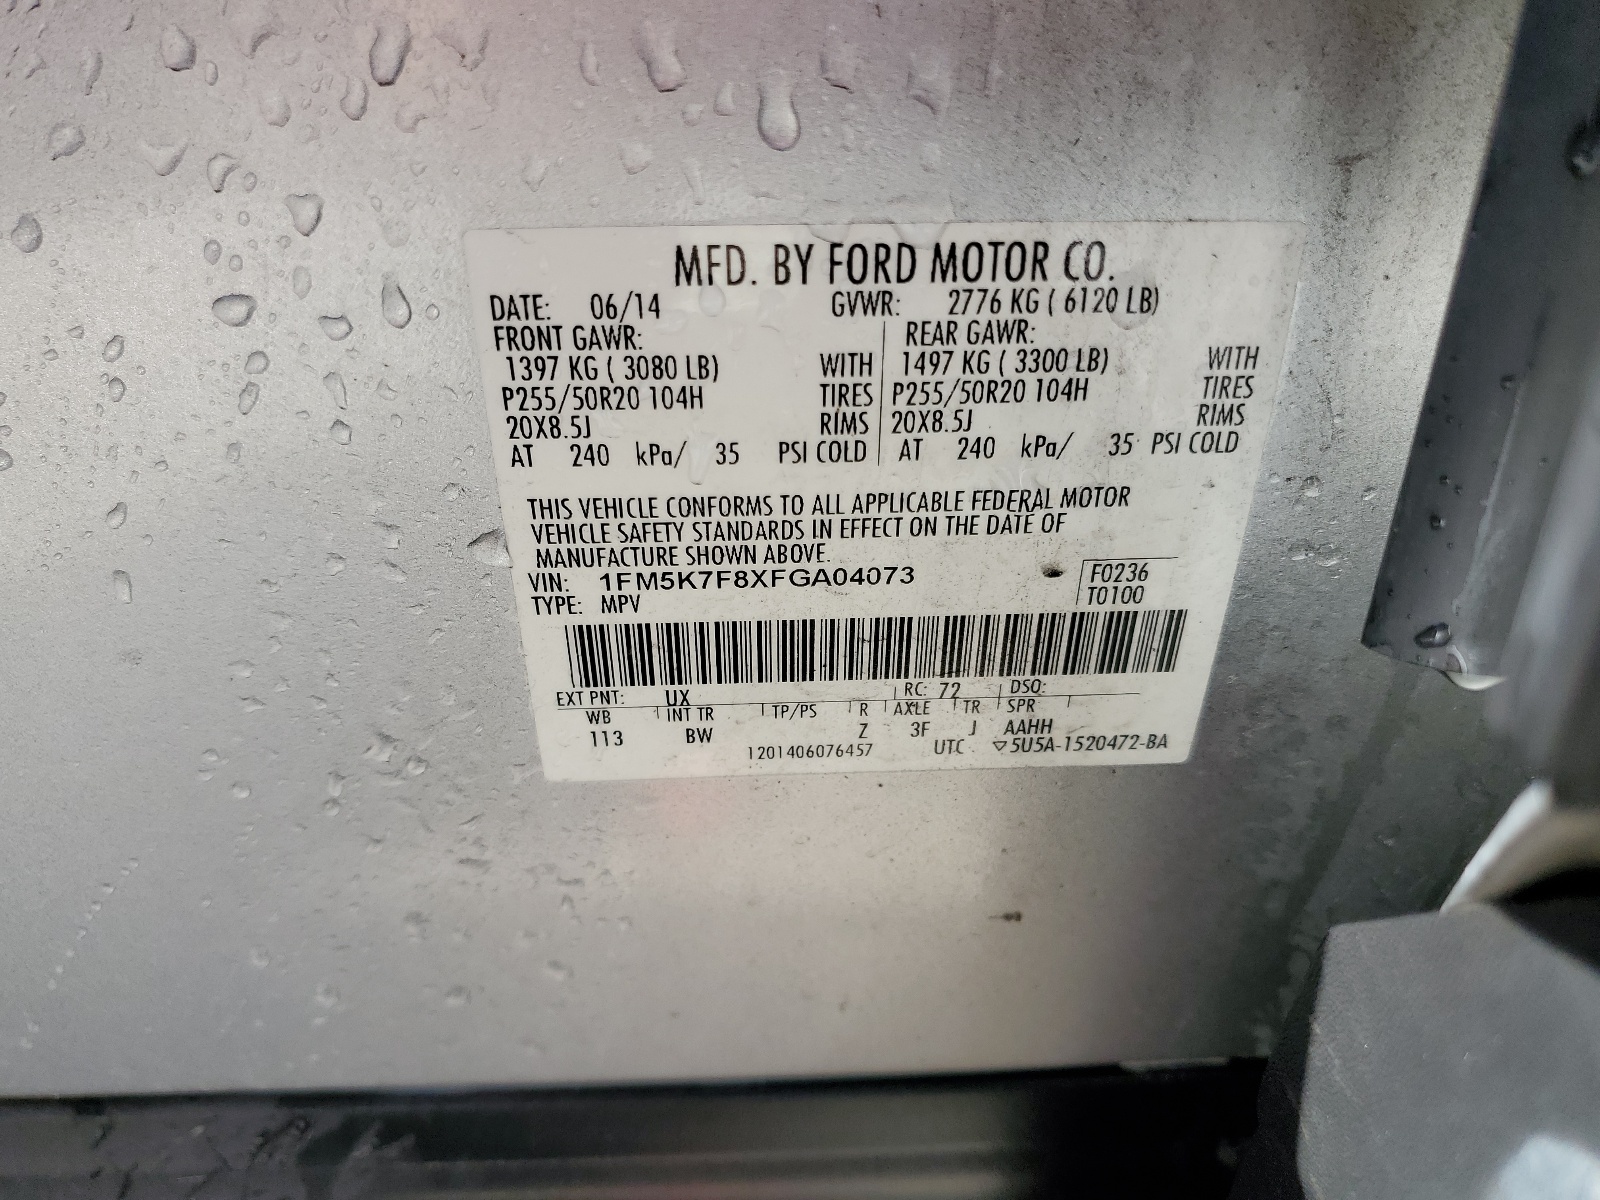 MFD. BY FORD MOTOR CO.
DATE: 06/14 GVWR: 2776 KG ( 6120 LB)
FRONT GAWR: REAR GAWR:
1397 KG ( 3080 LB) WITH 1497 KG ( 3300 LB) WITH
P255/50R20 104H TIRES P255/50R20 104H TIRES
20X8.5J RIMS 20X8.5J RIMS
AT 240 kPa/ 35 PSI COLD AT 240 kPa/ 35 PSI COLD
THIS VEHICLE CONFORMS TO ALL APPLICABLE FEDERAL MOTOR
VEHICLE SAFETY STANDARDS IN EFFECT ON THE DATE OF
MANUFACTURE SHOWN ABOVE.
VIN: 1FM5K7F8XFGA04073 F0236
TYPE: MPV T0100
EXT PNT: UX RC: 72 DSO:
WB INT TR TP/PS R AXLE TR SPR
113 BW Z 3F J AAHH
1201406076457 UTC ▽5U5A-1520472-BA